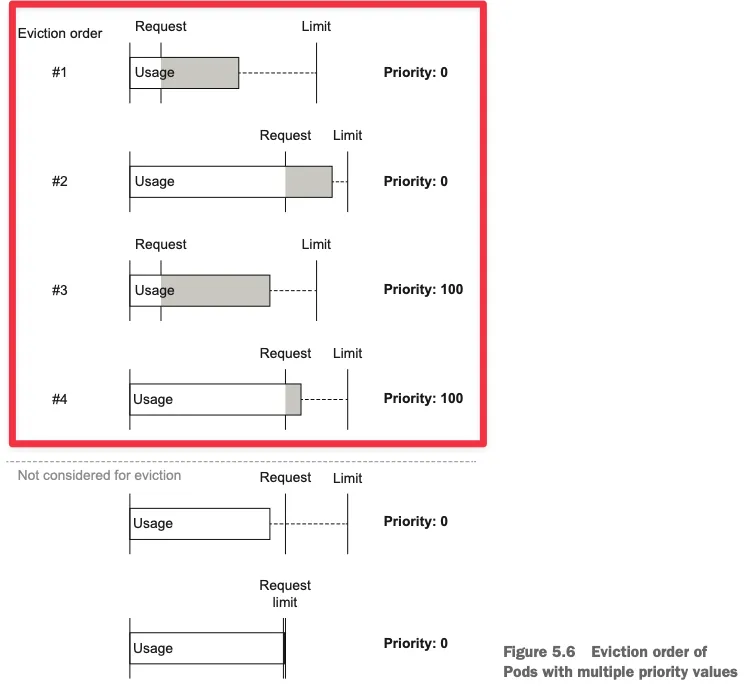 Eviction order
Request Limit
#1 Usage Priority: 0
Request Limit
#2 Usage Priority: 0
Request Limit
#3 Usage Priority: 100
Request Limit
#4 Usage Priority: 100
Not considered for eviction
Request Limit
Usage Priority: 0
Request
limit
Usage Priority: 0
Figure 5.6 Eviction order of
Pods with multiple priority values